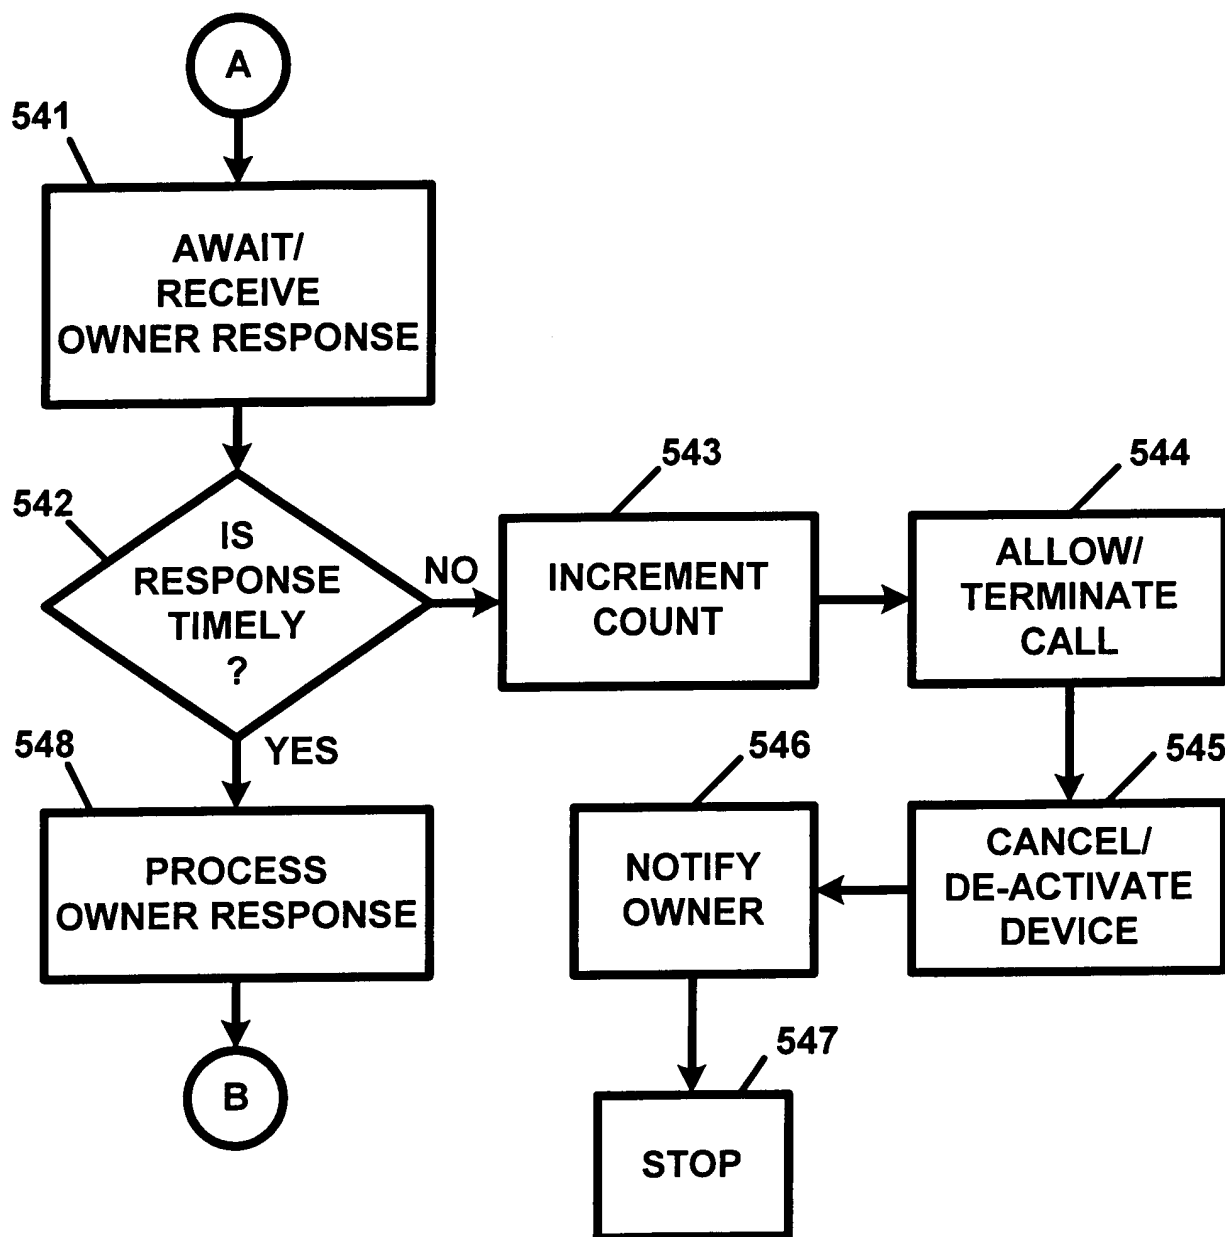 A
541
AWAIT/
RECEIVE
OWNER RESPONSE
542
IS
RESPONSE
TIMELY
?
NO
543
INCREMENT
COUNT
544
ALLOW/
TERMINATE
CALL
YES
548
PROCESS
OWNER RESPONSE
546
NOTIFY
OWNER
545
CANCEL/
DE-ACTIVATE
DEVICE
B
547
STOP